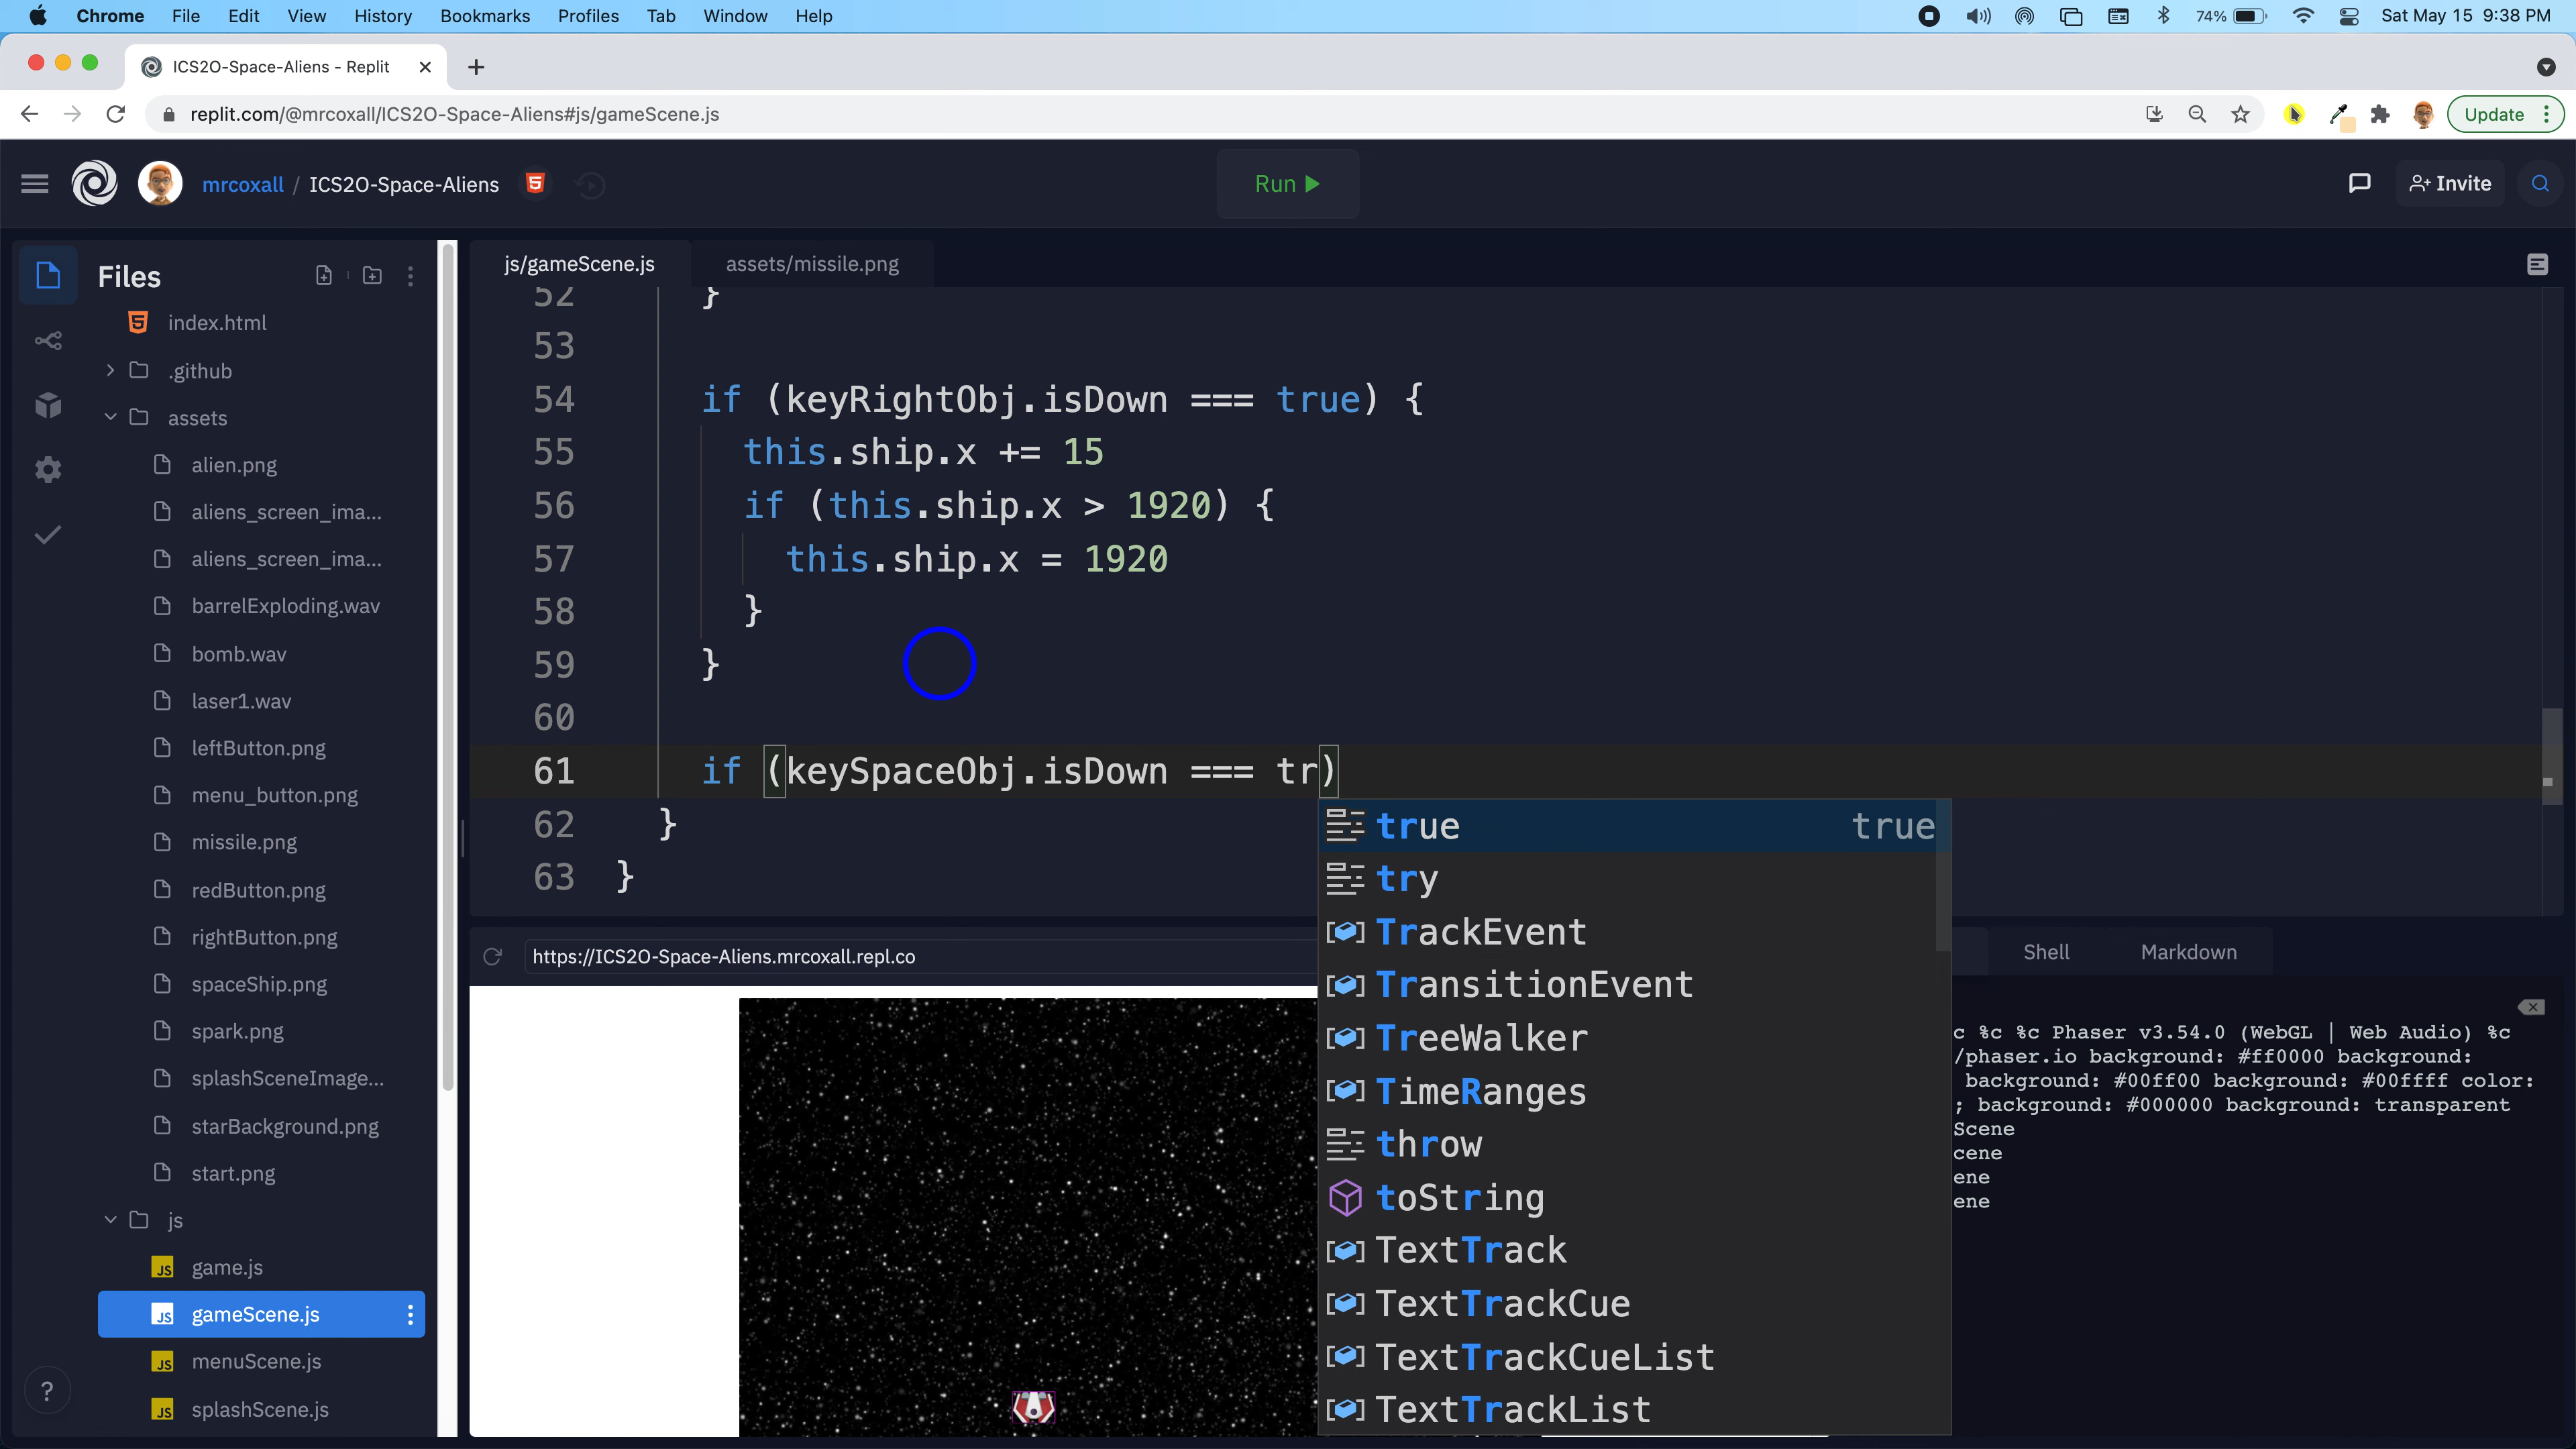 Chrome File Edit View History Bookmarks Profiles Tab Window Help 74% Sat May 15 9:38 PM
ICS2O-Space-Aliens - Replit
replit.com/@mrcoxall/ICS2O-Space-Aliens#js/gameScene.js Update
mrcoxall / ICS2O-Space-Aliens Run Invite
Files
index.html
.github
assets
alien.png
aliens_screen_ima...
aliens_screen_ima...
barrelExploding.wav
bomb.wav
laser1.wav
leftButton.png
menu_button.png
missile.png
redButton.png
rightButton.png
spaceShip.png
spark.png
splashSceneImage...
starBackground.png
start.png
js
JS game.js
JS gameScene.js
JS menuScene.js
JS splashScene.js
?
js/gameScene.js assets/missile.png
52 }
53
54 if (keyRightObj.isDown === true) {
55 this.ship.x += 15
56 if (this.ship.x > 1920) {
57 this.ship.x = 1920
58 }
59 }
60
61 if (keySpaceObj.isDown === tr)
62 }
63 }
true true
try
TrackEvent
TransitionEvent
TreeWalker
TimeRanges
throw
toString
TextTrack
TextTrackCue
TextTrackCueList
TextTrackList
https://ICS2O-Space-Aliens.mrcoxall.repl.co
Shell Markdown
c %c %c Phaser v3.54.0 (WebGL | Web Audio) %c
/phaser.io background: #ff0000 background:
background: #00ff00 background: #00ffff color:
; background: #000000 background: transparent
Scene
cene
ene
ene